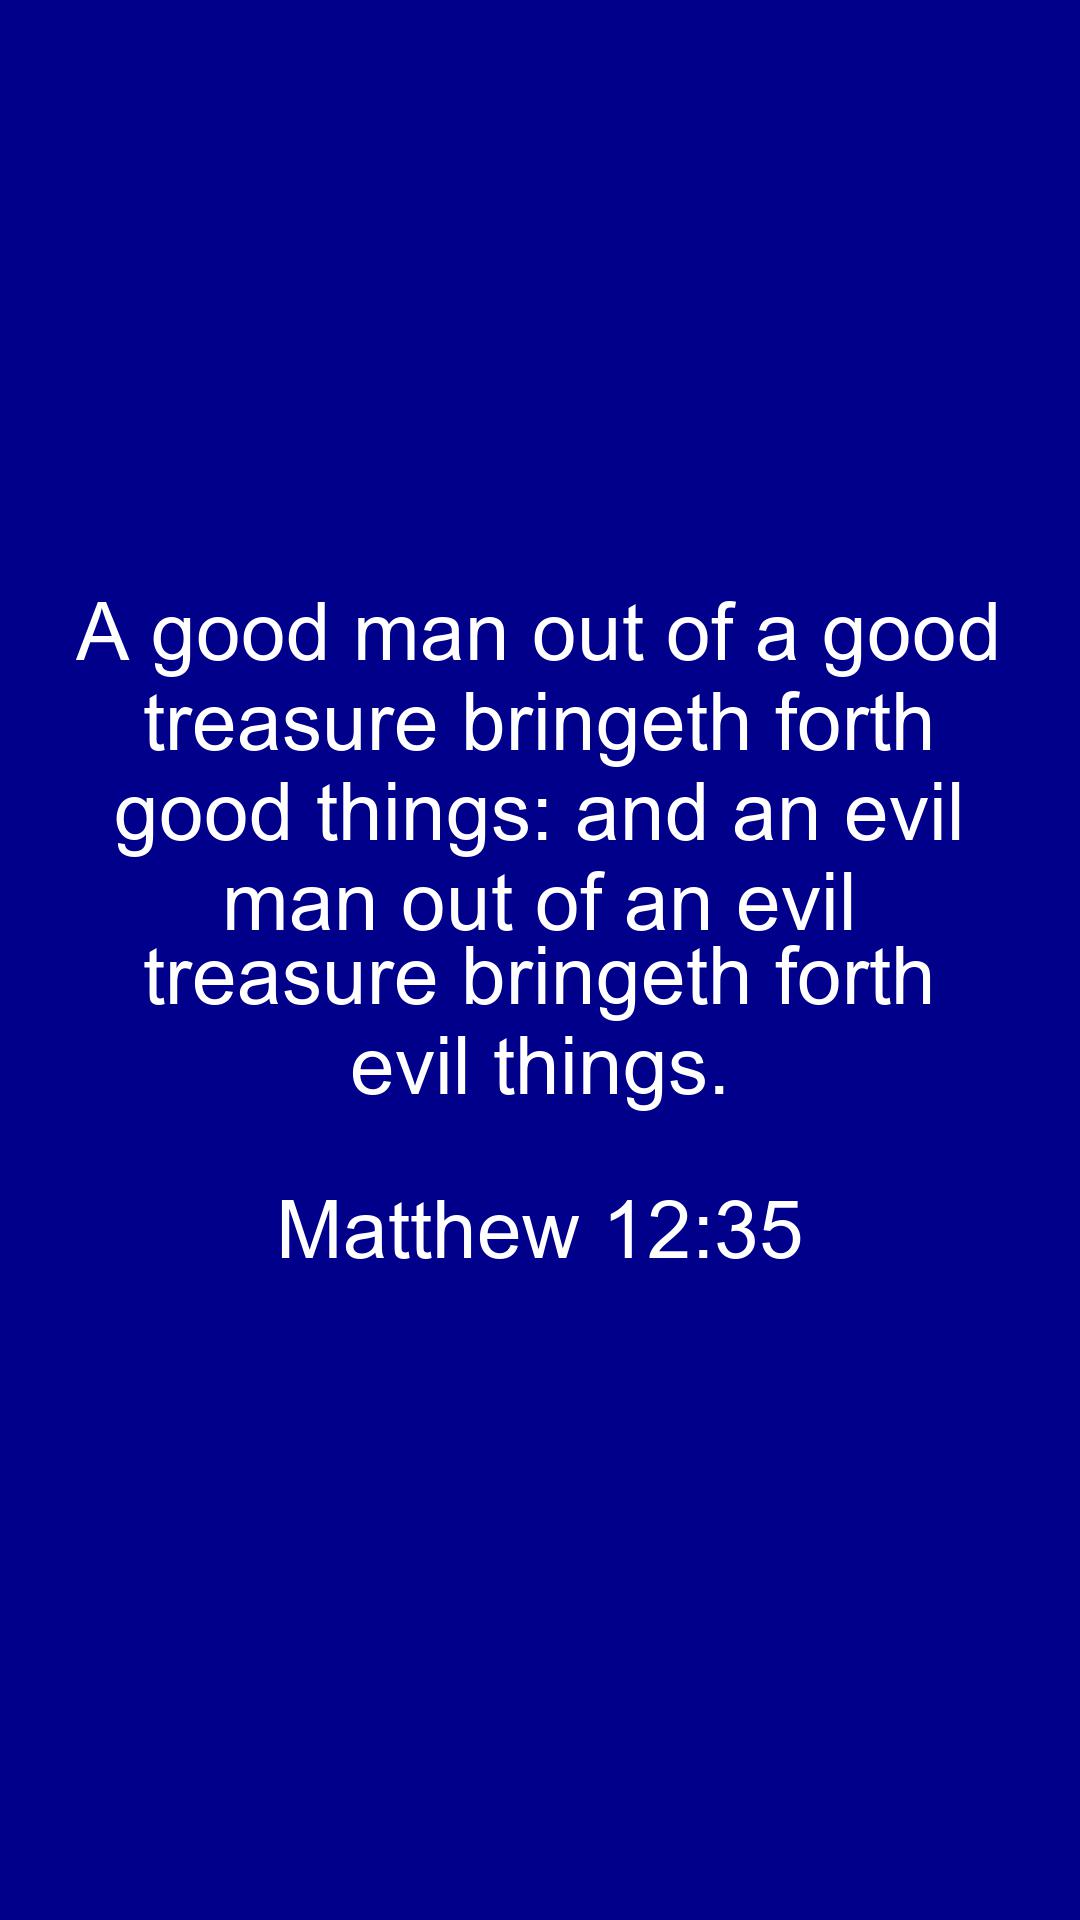 A good man out of a good
treasure bringeth forth
good things: and an evil
man out of an evil
treasure bringeth forth
evil things.
Matthew 12:35